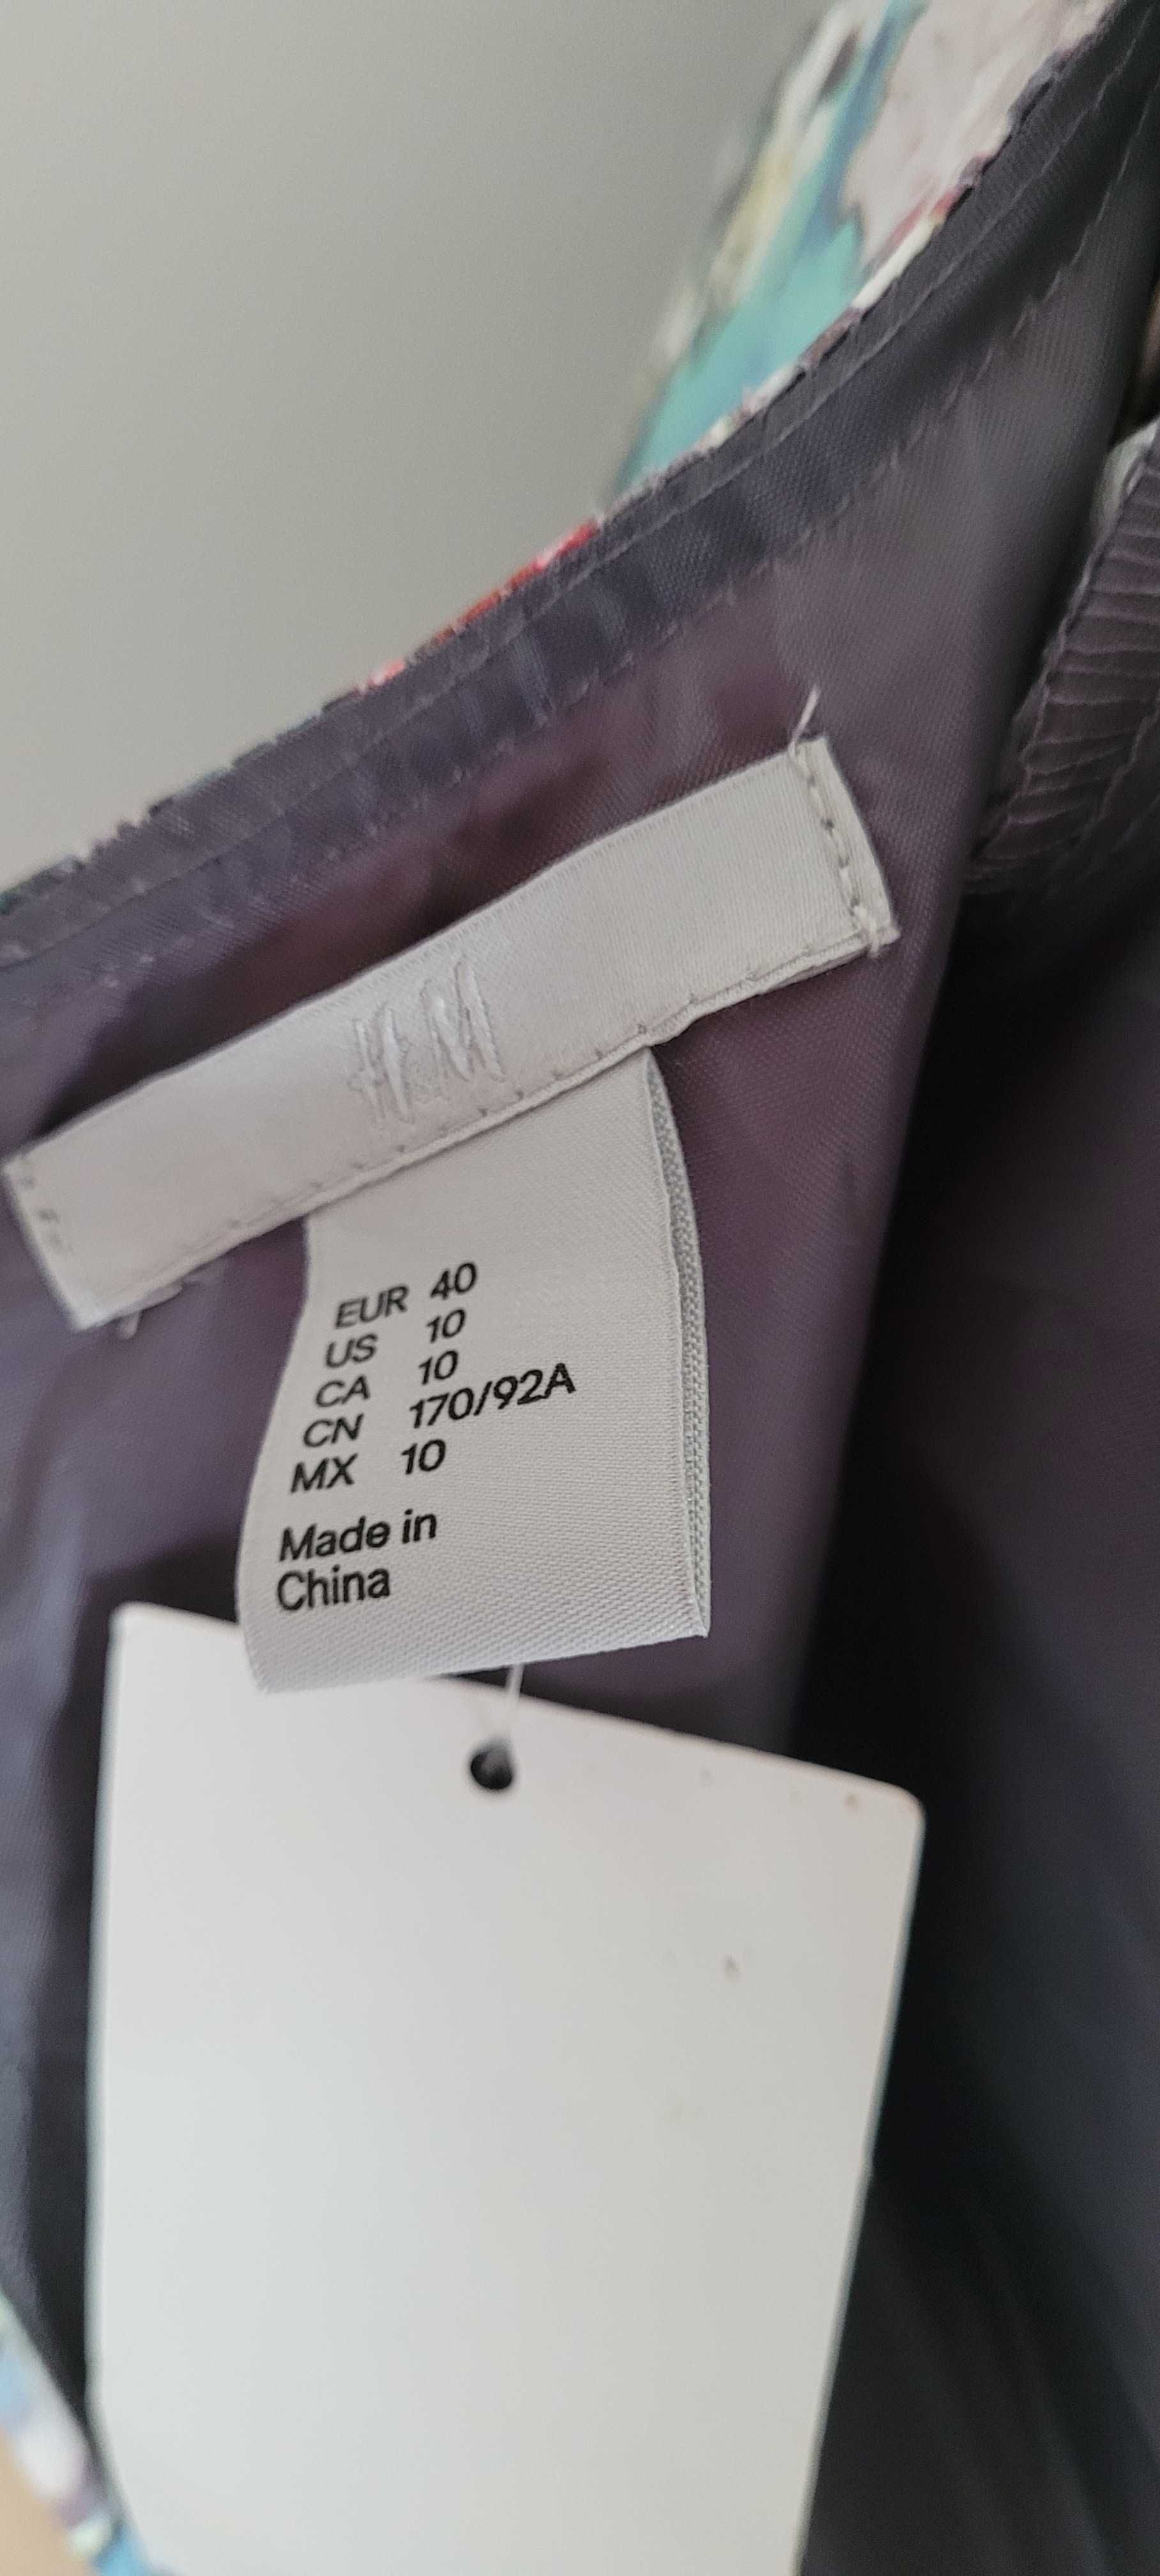 H&M
EUR 40
US 10
CA 10
CN 170/92A
MX 10
Made in
China